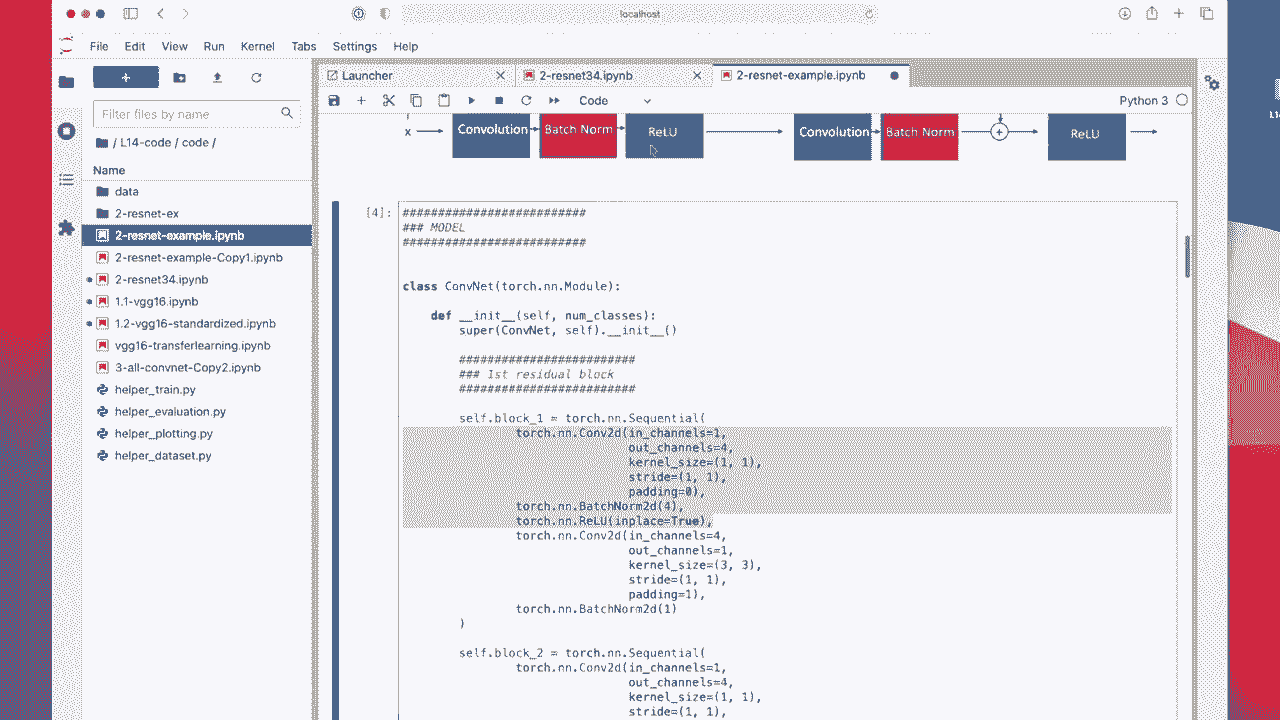 localhost
File Edit View Run Kernel Tabs Settings Help
Launcher
2-resnet34.ipynb
2-resnet-example.ipynb
Code
Python 3
Filter files by name
/ L14-code / code /
Name
data
2-resnet-ex
2-resnet-example.ipynb
2-resnet-example-Copy1.ipynb
2-resnet34.ipynb
1.1-vgg16.ipynb
1.2-vgg16-standardized.ipynb
vgg16-transferlearning.ipynb
3-all-convnet-Copy2.ipynb
helper_train.py
helper_evaluation.py
helper_plotting.py
helper_dataset.py
x Convolution Batch Norm ReLU Convolution Batch Norm + ReLU
[4]:
##########################
### MODEL
##########################
class ConvNet(torch.nn.Module):
def __init__(self, num_classes):
super(ConvNet, self).__init__()
#########################
### 1st residual block
#########################
self.block_1 = torch.nn.Sequential(
torch.nn.Conv2d(in_channels=1,
out_channels=4,
kernel_size=(1, 1),
stride=(1, 1),
padding=0),
torch.nn.BatchNorm2d(4),
torch.nn.ReLU(inplace=True),
torch.nn.Conv2d(in_channels=4,
out_channels=1,
kernel_size=(3, 3),
stride=(1, 1),
padding=1),
torch.nn.BatchNorm2d(1)
)
self.block_2 = torch.nn.Sequential(
torch.nn.Conv2d(in_channels=1,
out_channels=4,
kernel_size=(1, 1),
stride=(1, 1),